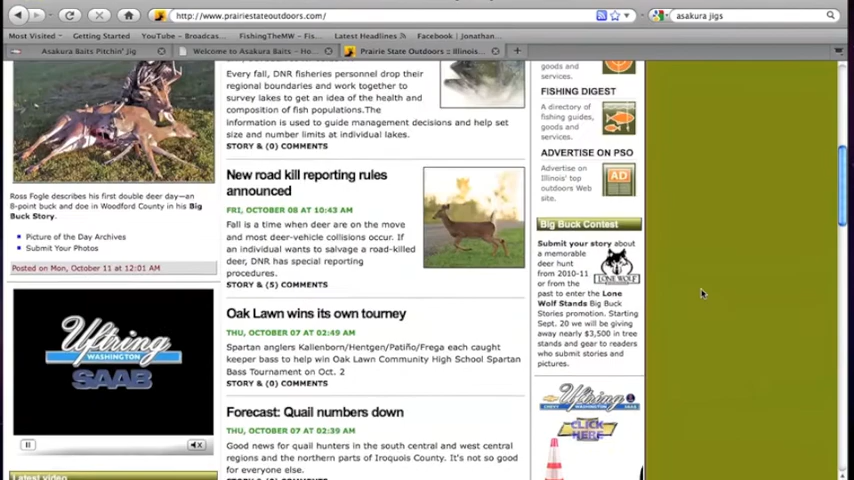 http://www.prairiestateoutdoors.com/
asakura jigs
Most Visited
Getting Started
YouTube – Broadcas...
FishingTheMW – Fis...
Latest Headlines
Facebook | Jonathan...
Asakura Baits Pitchin' Jig
Welcome to Asakura Baits – Ho...
Prairie State Outdoors :: Illinois...
Ross Fogle describes his first double deer day—an
8-point buck and doe in Woodford County in his Big
Buck Story.
Picture of the Day Archives
Submit Your Photos
Posted on Mon, October 11 at 12:01 AM
Uftring
WASHINGTON
SAAB
Latest video
Every fall, DNR fisheries personnel drop their
regional boundaries and work together to
survey lakes to get an idea of the health and
composition of fish populations.The
information is used to guide management decisions and help set
size and number limits at individual lakes.
STORY & (0) COMMENTS
New road kill reporting rules
announced
FRI, OCTOBER 08 AT 10:43 AM
Fall is a time when deer are on the move
and most deer-vehicle collisions occur. If
an individual wants to salvage a road-killed
deer, DNR has special reporting
procedures.
STORY & (5) COMMENTS
Oak Lawn wins its own tourney
THU, OCTOBER 07 AT 02:49 AM
Spartan anglers Kallenborn/Hentgen/Patiño/Frega each caught
keeper bass to help win Oak Lawn Community High School Spartan
Bass Tournament on Oct. 2
STORY & (0) COMMENTS
Forecast: Quail numbers down
THU, OCTOBER 07 AT 02:39 AM
Good news for quail hunters in the south central and west central
regions and the northern parts of Iroquois County. It's not so good
for everyone else.
goods and
services.
FISHING DIGEST
A directory of
fishing guides,
goods and
services.
ADVERTISE ON PSO
Advertise on
Illinois' top
outdoors Web
site.
AD
Big Buck Contest
Submit your story about
a memorable
deer hunt
from 2010-11
or from the
past to enter the Lone
Wolf Stands Big Buck
Stories promotion. Starting
Sept. 20 we will be giving
away nearly $3,500 in tree
stands and gear to readers
who submit stories and
pictures.
LONE WOLF
Uftring
CHEVY WASHINGTON SAAB
CLICK
HERE